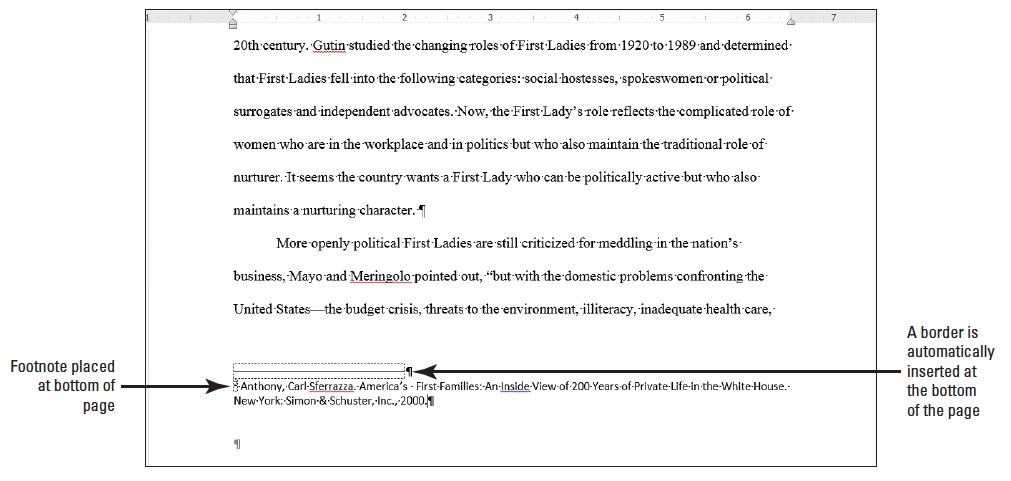 1 1 2 3 4 5 6 7
20th century. Gutin studied the changing roles of First Ladies from 1920 to 1989 and determined
that First Ladies fell into the following categories: social hostesses, spokeswomen or political
surrogates and independent advocates. Now, the First Lady's role reflects the complicated role of
women who are in the workplace and in politics but who also maintain the traditional role of
nurturer. It seems the country wants a First Lady who can be politically active but who also
maintains a nurturing character. ¶
More openly political First Ladies are still criticized for meddling in the nation's
business, Mayo and Meringolo pointed out, “but with the domestic problems confronting the
United States—the budget crisis, threats to the environment, illiteracy, inadequate health care,
¶
Anthony, Carl Sferrazza. America's First Families: An Inside View of 200 Years of Private Life in the White House.
New York: Simon & Schuster, Inc., 2000.¶
¶
Footnote placed
at bottom of
page
A border is
automatically
inserted at
the bottom
of the page